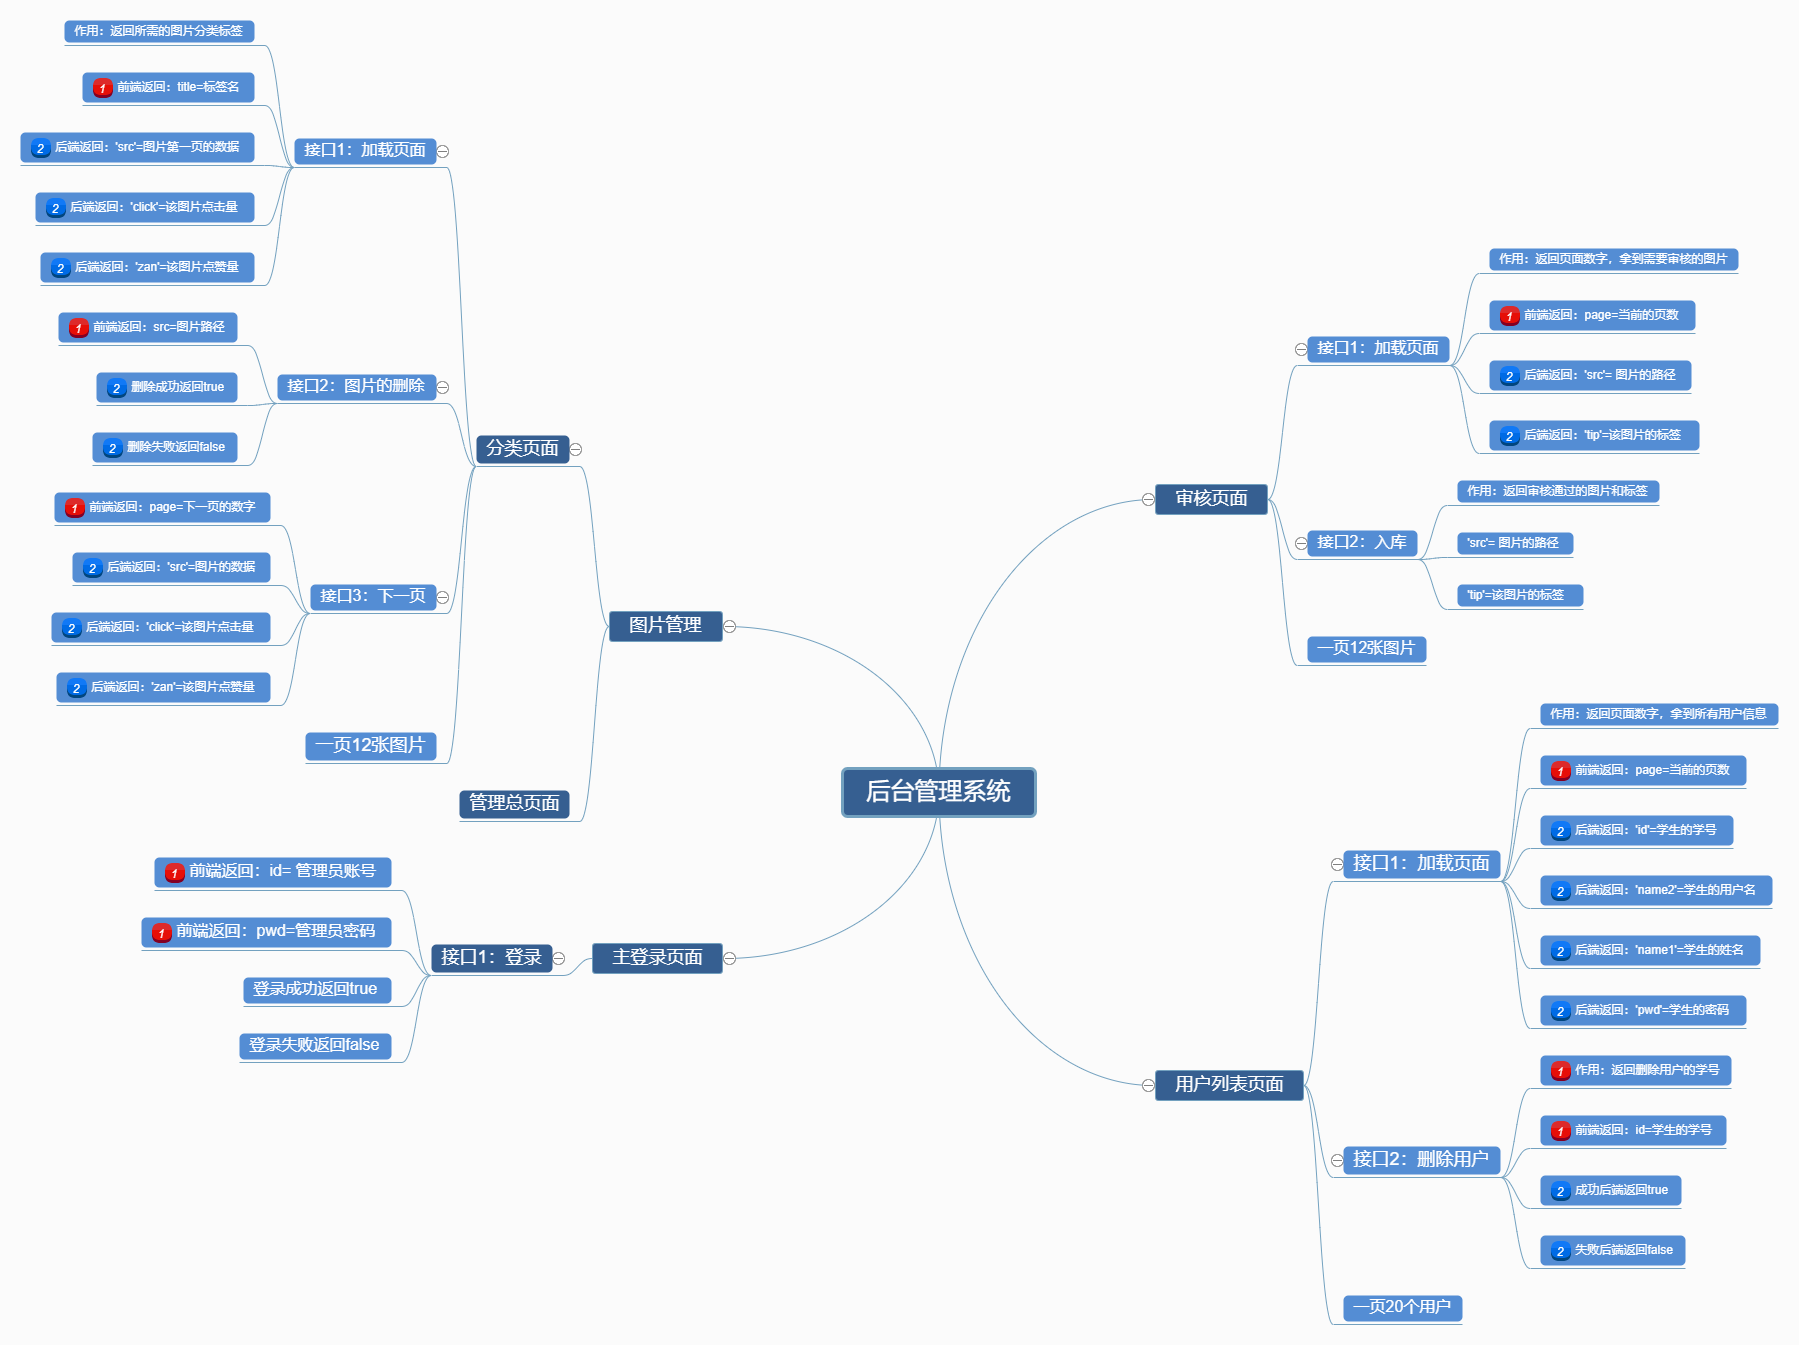 后台管理系统
审核页面
接口1：加载页面
作用：返回页面数字，拿到需要审核的图片
1 前端返回：page=当前的页数
2 后端返回：'src'= 图片的路径
2 后端返回：'tip'=该图片的标签
接口2：入库
作用：返回审核通过的图片和标签
'src'= 图片的路径
'tip'=该图片的标签
一页12张图片
用户列表页面
接口1：加载页面
作用：返回页面数字，拿到所有用户信息
1 前端返回：page=当前的页数
2 后端返回：'id'=学生的学号
2 后端返回：'name2'=学生的用户名
2 后端返回：'name1'=学生的姓名
2 后端返回：'pwd'=学生的密码
接口2：删除用户
1 作用：返回删除用户的学号
1 前端返回：id=学生的学号
2 成功后端返回true
2 失败后端返回false
一页20个用户
图片管理
分类页面
接口1：加载页面
作用：返回所需的图片分类标签
1 前端返回：title=标签名
2 后端返回：'src'=图片第一页的数据
2 后端返回：'click'=该图片点击量
2 后端返回：'zan'=该图片点赞量
接口2：图片的删除
1 前端返回：src=图片路径
2 删除成功返回true
2 删除失败返回false
接口3：下一页
1 前端返回：page=下一页的数字
2 后端返回：'src'=图片的数据
2 后端返回：'click'=该图片点击量
2 后端返回：'zan'=该图片点赞量
一页12张图片
管理总页面
主登录页面
接口1：登录
1 前端返回：id= 管理员账号
1 前端返回：pwd=管理员密码
登录成功返回true
登录失败返回false